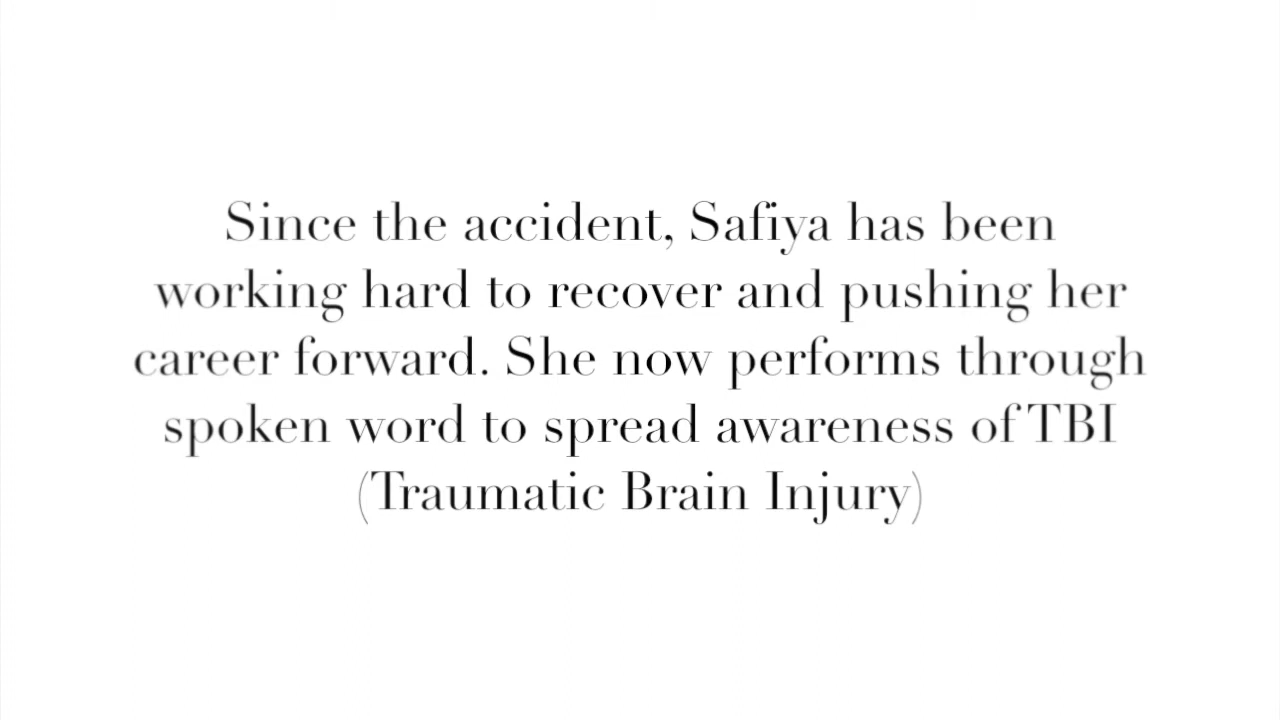 Since the accident, Safiya has been
working hard to recover and pushing her
career forward. She now performs through
spoken word to spread awareness of TBI
(Traumatic Brain Injury)